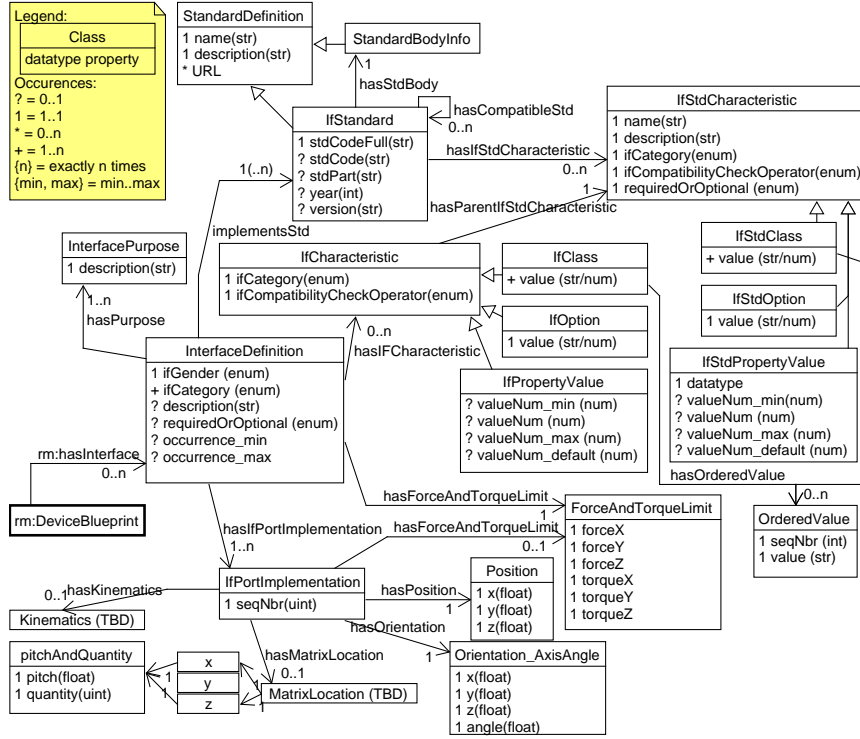 Legend:
Class
datatype property
Occurences:
? = 0..1
1 = 1..1
* = 0..n
+ = 1..n
{n} = exactly n times
{min, max} = min..max
StandardDefinition
1 name(str)
1 description(str)
* URL
StandardBodyInfo
1
hasStdBody
IfStandard
1 stdCodeFull(str)
? stdCode(str)
? stdPart(str)
? year(int)
? version(str)
hasCompatibleStd
0..n
IfStdCharacteristic
1 name(str)
1 description(str)
1 ifCategory(enum)
1 ifCompatibilityCheckOperator(enum)
1 requiredOrOptional (enum)
hasIfStdCharacteristic
0..n
1
hasParentIfStdCharacteristic
1(..n)
implementsStd
InterfacePurpose
1 description(str)
1..n
hasPurpose
IfCharacteristic
1 ifCategory(enum)
1 ifCompatibilityCheckOperator(enum)
0..n
hasIFCharacteristic
IfClass
+ value (str/num)
IfOption
1 value (str/num)
IfPropertyValue
? valueNum_min (num)
? valueNum (num)
? valueNum_max (num)
? valueNum_default (num)
IfStdClass
+ value (str/num)
IfStdOption
1 value (str/num)
IfStdPropertyValue
1 datatype
? valueNum_min(num)
? valueNum (num)
? valueNum_max (num)
? valueNum_default (num)
hasOrderedValue
0..n
OrderedValue
1 seqNbr (int)
1 value (str)
InterfaceDefinition
1 ifGender (enum)
+ ifCategory (enum)
? description(str)
? requiredOrOptional (enum)
? occurrence_min
? occurrence_max
rm:hasInterface
0..n
rm:DeviceBlueprint
hasForceAndTorqueLimit
1
hasIfPortImplementation
1..n
hasForceAndTorqueLimit
0..1
ForceAndTorqueLimit
1 forceX
1 forceY
1 forceZ
1 torqueX
1 torqueY
1 torqueZ
IfPortImplementation
1 seqNbr(uint)
hasKinematics
0..1
Kinematics (TBD)
hasPosition
1
Position
1 x(float)
1 y(float)
1 z(float)
hasOrientation
1
Orientation_AxisAngle
1 x(float)
1 y(float)
1 z(float)
1 angle(float)
hasMatrixLocation
0..1
MatrixLocation (TBD)
pitchAndQuantity
1 pitch(float)
1 quantity(uint)
x
y
z
1
1
1
1
1